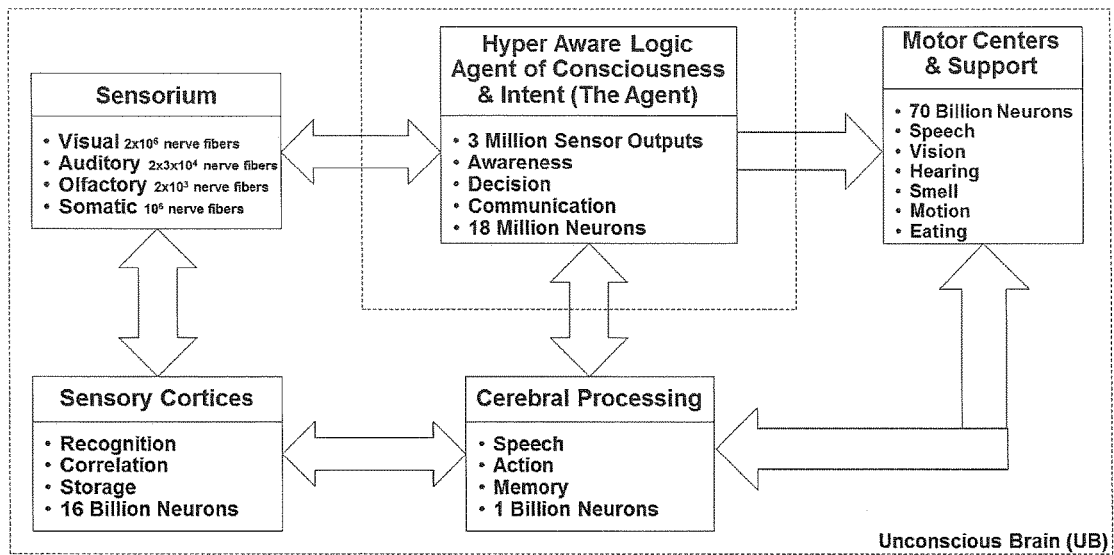 Sensorium
• Visual 2x10⁶ nerve fibers
• Auditory 2x3x10⁴ nerve fibers
• Olfactory 2x10³ nerve fibers
• Somatic 10⁶ nerve fibers
Hyper Aware Logic
Agent of Consciousness
& Intent (The Agent)
• 3 Million Sensor Outputs
• Awareness
• Decision
• Communication
• 18 Million Neurons
Motor Centers
& Support
• 70 Billion Neurons
• Speech
• Vision
• Hearing
• Smell
• Motion
• Eating
Sensory Cortices
• Recognition
• Correlation
• Storage
• 16 Billion Neurons
Cerebral Processing
• Speech
• Action
• Memory
• 1 Billion Neurons
Unconscious Brain (UB)